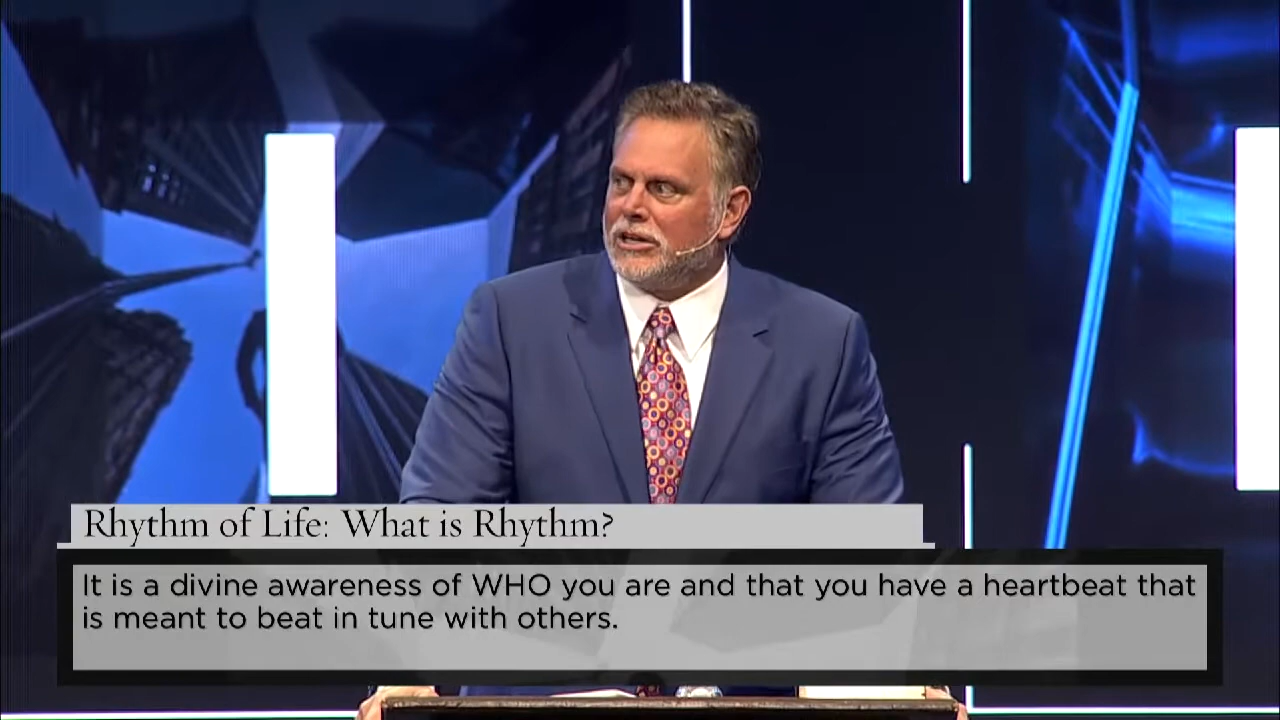 Rhythm of Life: What is Rhythm?
It is a divine awareness of WHO you are and that you have a heartbeat that
is meant to beat in tune with others.